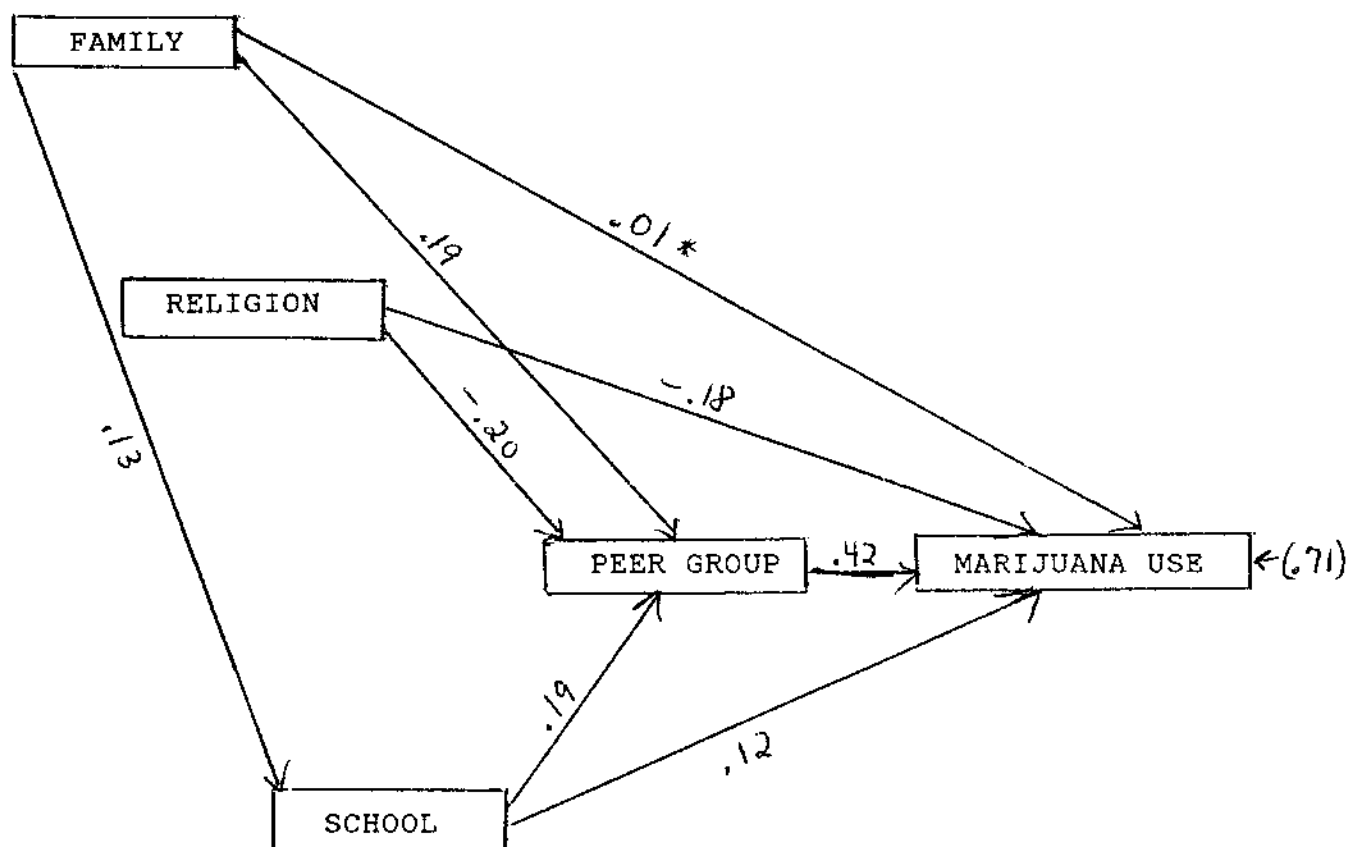 FAMILY
.01*
.19
RELIGION
-.18
-.20
.13
PEER GROUP
.42
MARIJUANA USE
(.71)
.19
.12
SCHOOL